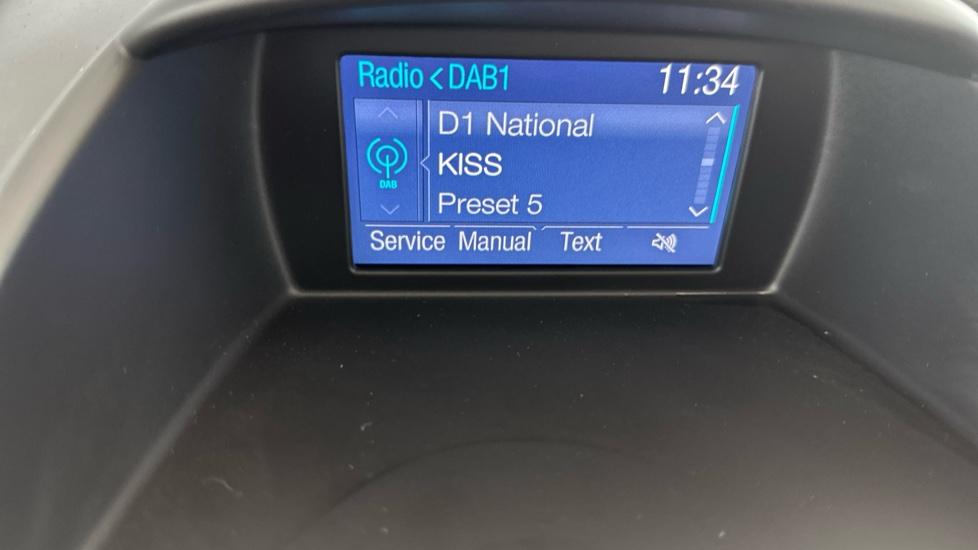 Radio < DAB1 11:34
D1 National
DAB
KISS
Preset 5
Service Manual Text